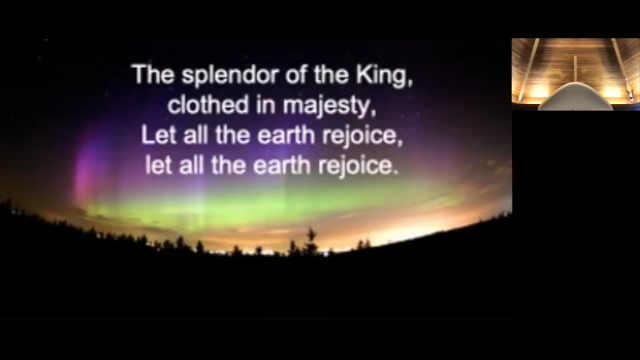 The splendor of the King,
clothed in majesty,
Let all the earth rejoice,
let all the earth rejoice.